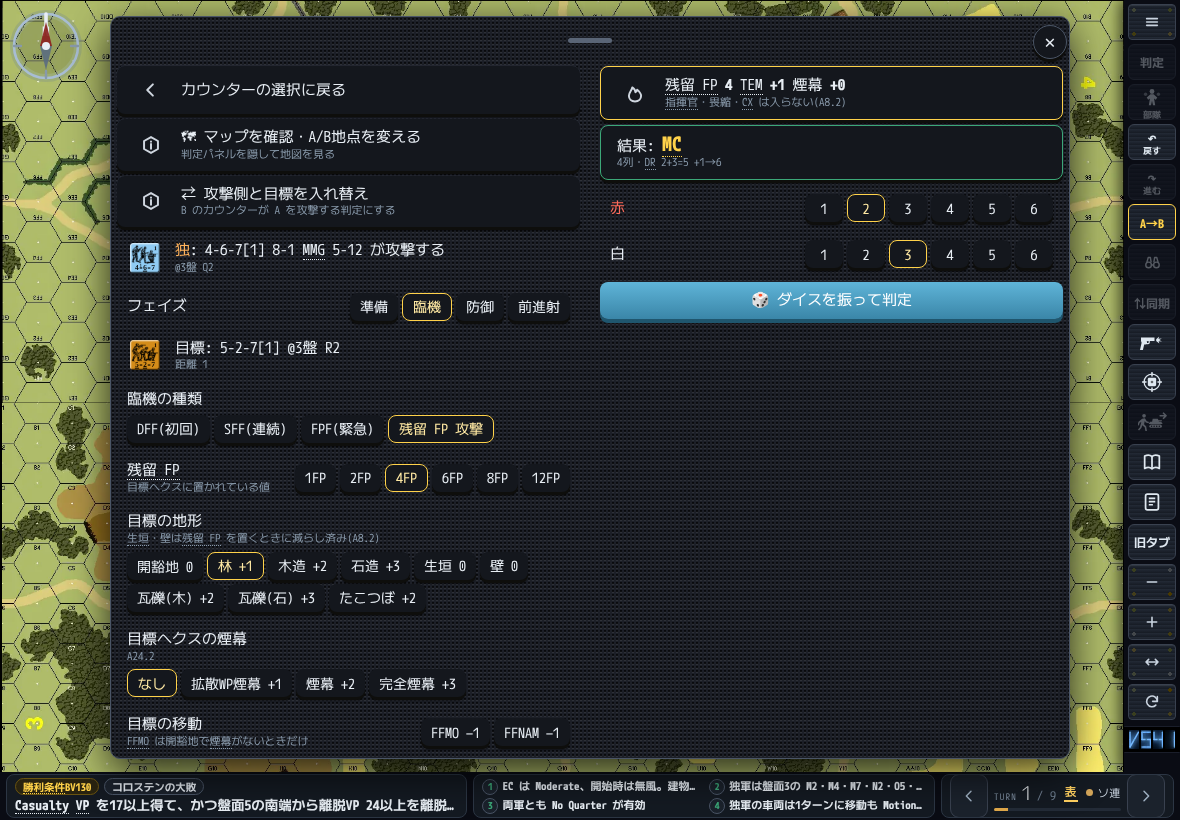 カウンターの選択に戻る
🗺 マップを確認・A/B地点を変える
判定パネルを隠して地図を見る
⇄ 攻撃側と目標を入れ替え
B のカウンターが A を攻撃する判定にする
独: 4-6-7[1] 8-1 MMG 5-12 が攻撃する
@3盤 Q2
フェイズ
準備 臨機 防御 前進射
目標: 5-2-7[1] @3盤 R2
距離 1
臨機の種類
DFF(初回) SFF(連続) FPF(緊急) 残留 FP 攻撃
残留 FP
目標ヘクスに置かれている値
1FP 2FP 4FP 6FP 8FP 12FP
目標の地形
生垣・壁は残留 FP を置くときに減らし済み(A8.2)
開豁地 0 林 +1 木造 +2 石造 +3 生垣 0 壁 0
瓦礫(木) +2 瓦礫(石) +3 たこつぼ +2
目標ヘクスの煙幕
A24.2
なし 拡散WP煙幕 +1 煙幕 +2 完全煙幕 +3
目標の移動
FFMO は開豁地で煙幕がないときだけ
FFMO −1 FFNAM −1
残留 FP 4 TEM +1 煙幕 +0
指揮官・畏縮・CX は入らない(A8.2)
結果: MC
4列・DR 2+3=5 +1→6
赤 1 2 3 4 5 6
白 1 2 3 4 5 6
🎲 ダイスを振って判定
判定
部隊
戻す
進む
A→B
⇅同期
旧タブ
V54
3
4
勝利条件BV130 コロステンの大敗
Casualty VP を17以上得て、かつ盤面5の南端から離脱VP 24以上を離脱…
1 EC は Moderate、開始時は無風。建物…
2 独軍は盤面3の M2・M4・M7・N2・O5・…
3 両軍とも No Quarter が有効
4 独軍の車両は1ターンに移動も Motion…
TURN 1 / 9 表 ソ連